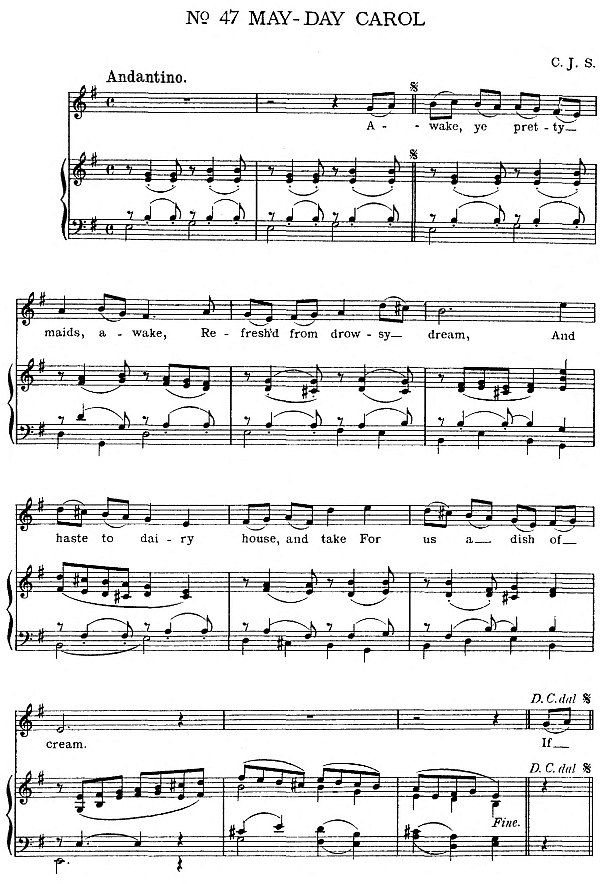 No 47 MAY-DAY CAROL
C. J. S.
Andantino.
A - wake, ye pret - ty
maids, a - wake, Re - fresh'd from drow - sy dream, And
haste to dai - ry house, and take For us a dish of
D. C. dal
cream. If
D. C. dal
Fine.